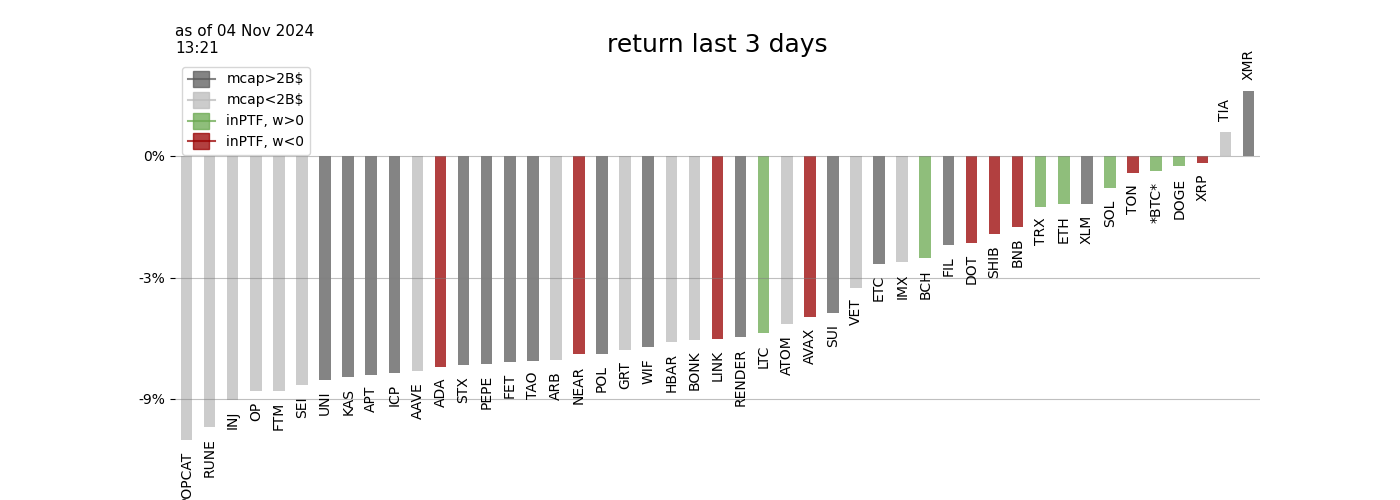 as of 04 Nov 2024
13:21
return last 3 days
mcap>2B$
mcap<2B$
inPTF, w>0
inPTF, w<0
0%
-3%
-9%
RUNE
INJ
OP
FTM
SEI
UNI
KAS
APT
ICP
AAVE
ADA
STX
PEPE
FET
TAO
ARB
NEAR
POL
GRT
WIF
HBAR
BONK
LINK
RENDER
LTC
ATOM
AVAX
SUI
VET
ETC
IMX
BCH
FIL
DOT
SHIB
BNB
TRX
ETH
XLM
SOL
TON
*BTC*
DOGE
XRP
TIA
XMR